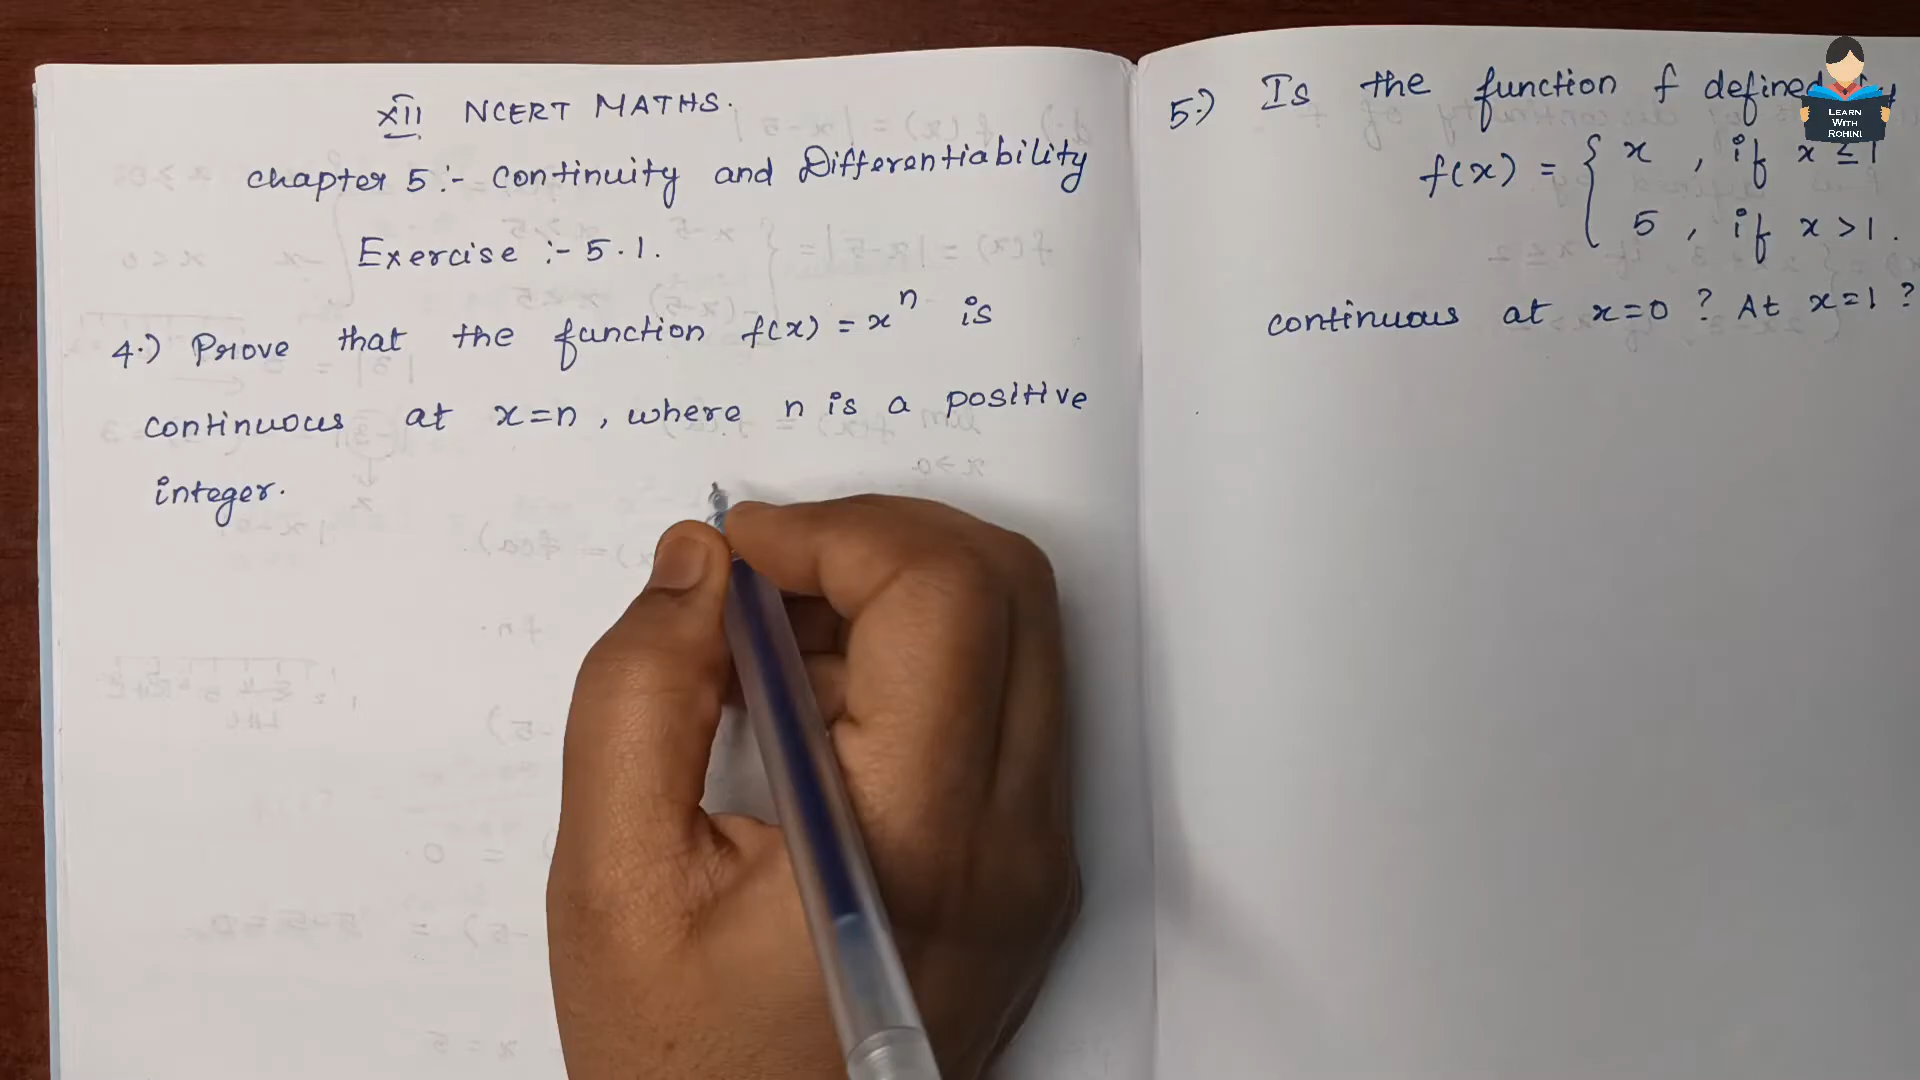 XII NCERT MATHS.
Chapter 5 :- Continuity and Differentiability
Exercise :- 5.1.
4.) Prove that the function f(x) = xⁿ is
continuous at x=n, where n is a positive
integer.
5.) Is the function f defined
f(x) = { x , if x ≤ 1
5 , if x > 1.
continuous at x=0 ? At x=1 ?
LEARN
WITH
ROHINI